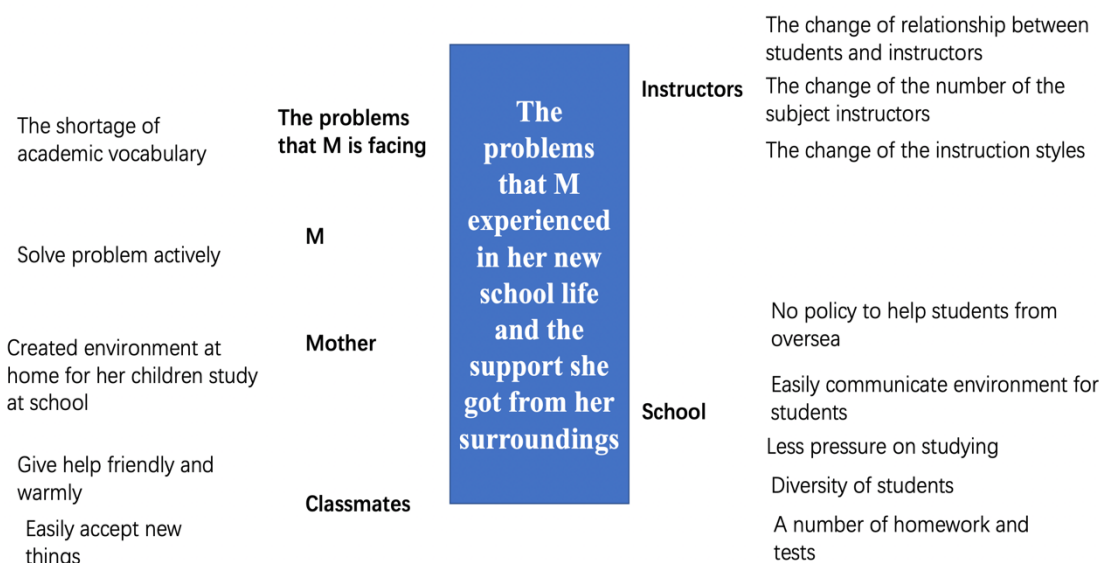 The shortage of
academic vocabulary
The problems
that M is facing
Solve problem actively
M
Created environment at
home for her children study
at school
Mother
Give help friendly and
warmly
Easily accept new
things
Classmates
The
problems
that M
experienced
in her new
school life
and the
support she
got from her
surroundings
Instructors
The change of relationship between
students and instructors
The change of the number of the
subject instructors
The change of the instruction styles
School
No policy to help students from
oversea
Easily communicate environment for
students
Less pressure on studying
Diversity of students
A number of homework and
tests